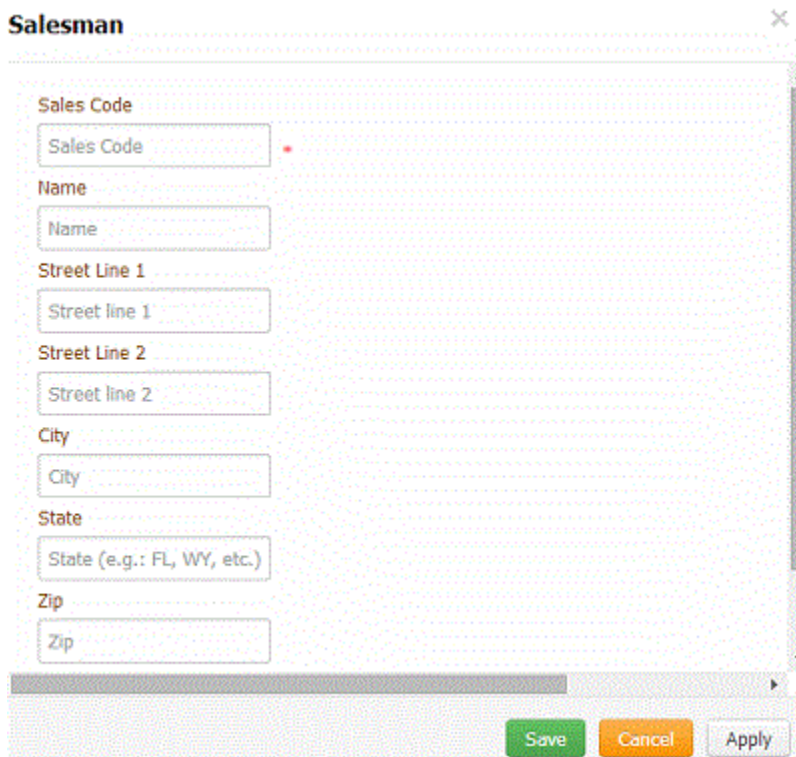 Salesman
Sales Code
Sales Code *
Name
Name
Street Line 1
Street line 1
Street Line 2
Street line 2
City
City
State
State (e.g.: FL, WY, etc.)
Zip
Zip
Save Cancel Apply